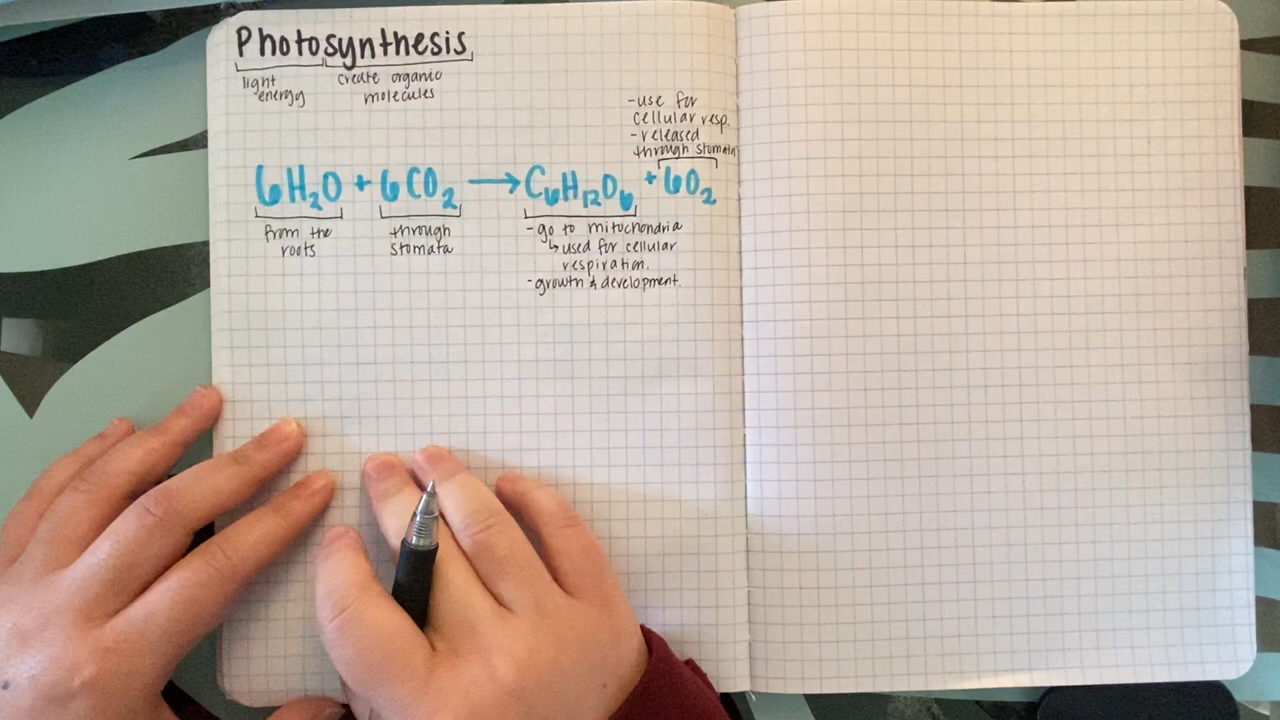 Photosynthesis
light
energy
create organic
molecules
-use for
cellular resp.
-released
through stomata
6H₂O + 6CO₂ → C₆H₁₂O₆ + 6O₂
from the
roots
through
stomata
-go to mitochondria
↳used for cellular
respiration.
-growth & development.